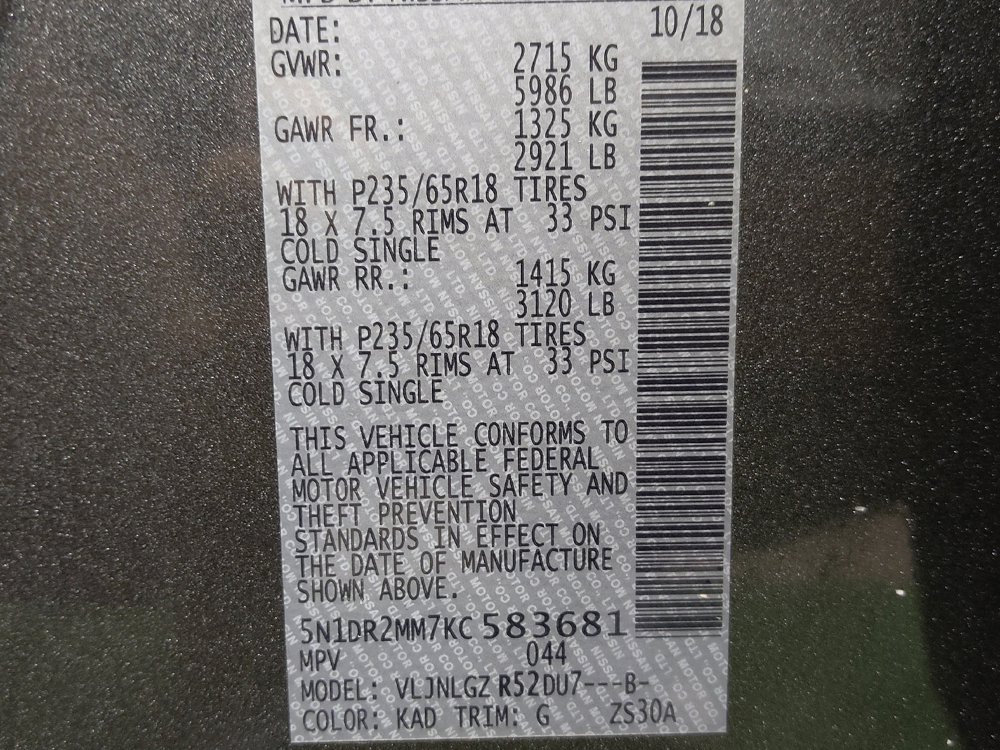 DATE: 10/18
GVWR: 2715 KG
5986 LB
GAWR FR.: 1325 KG
2921 LB
WITH P235/65R18 TIRES
18 X 7.5 RIMS AT 33 PSI
COLD SINGLE
GAWR RR.: 1415 KG
3120 LB
WITH P235/65R18 TIRES
18 X 7.5 RIMS AT 33 PSI
COLD SINGLE
THIS VEHICLE CONFORMS TO
ALL APPLICABLE FEDERAL
MOTOR VEHICLE SAFETY AND
THEFT PREVENTION
STANDARDS IN EFFECT ON
THE DATE OF MANUFACTURE
SHOWN ABOVE.
5N1DR2MM7KC583681
MPV 044
MODEL: VLJNLGZ R52DU7---B-
COLOR: KAD TRIM: G ZS30A